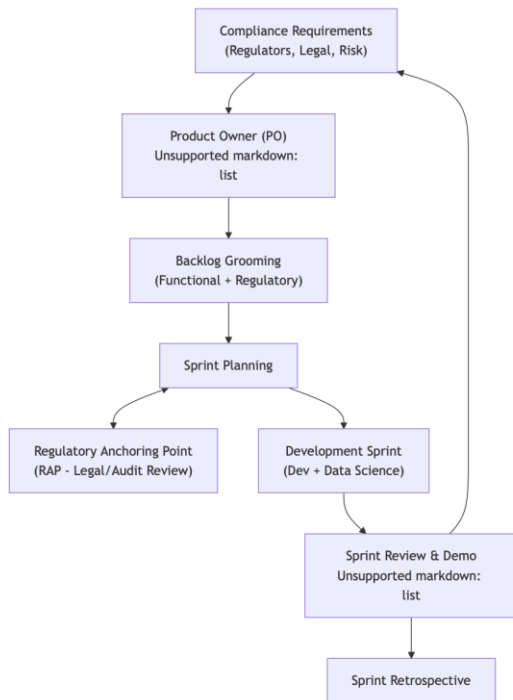 Compliance Requirements
(Regulators, Legal, Risk)
Product Owner (PO)
Unsupported markdown:
list
Backlog Grooming
(Functional + Regulatory)
Sprint Planning
Regulatory Anchoring Point
(RAP - Legal/Audit Review)
Development Sprint
(Dev + Data Science)
Sprint Review & Demo
Unsupported markdown:
list
Sprint Retrospective